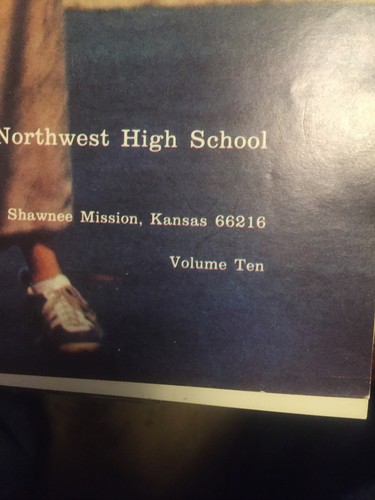 Northwest High School
Shawnee Mission, Kansas 66216
Volume Ten